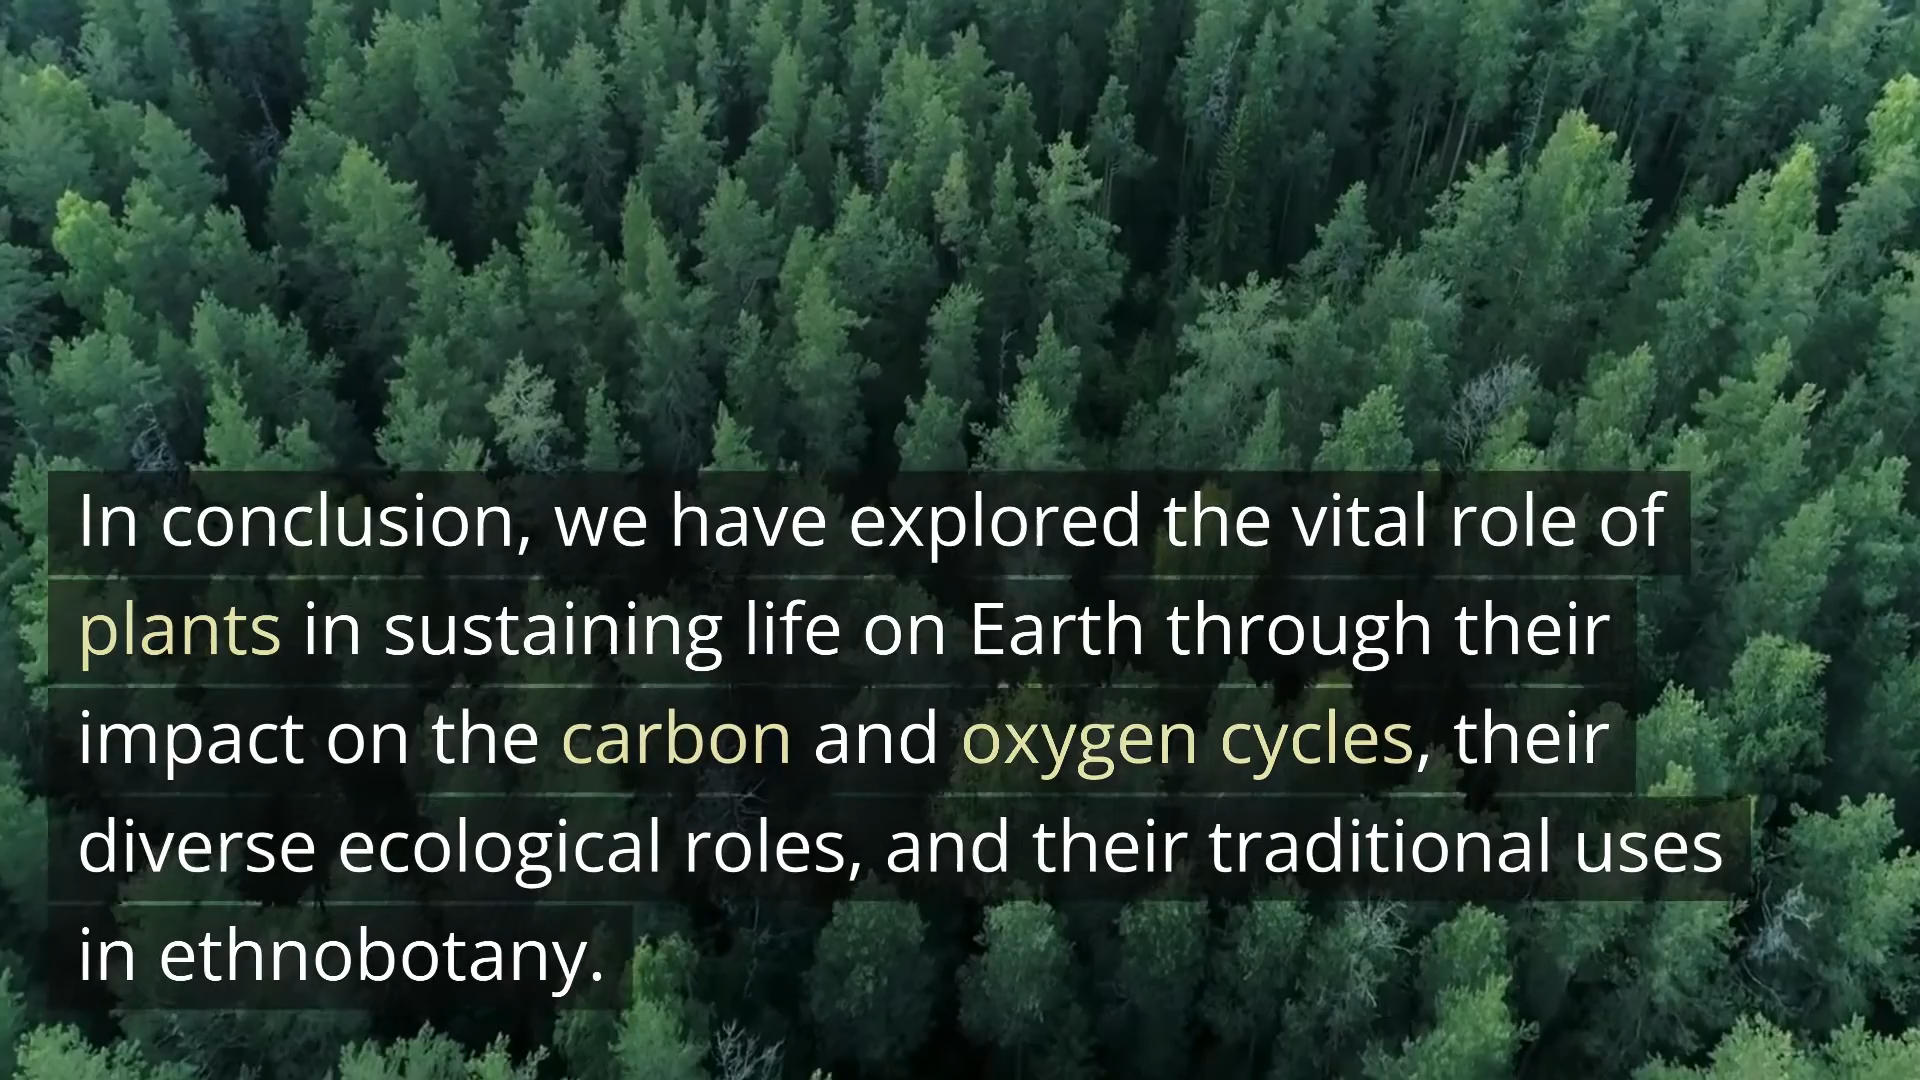 In conclusion, we have explored the vital role of
plants in sustaining life on Earth through their
impact on the carbon and oxygen cycles, their
diverse ecological roles, and their traditional uses
in ethnobotany.